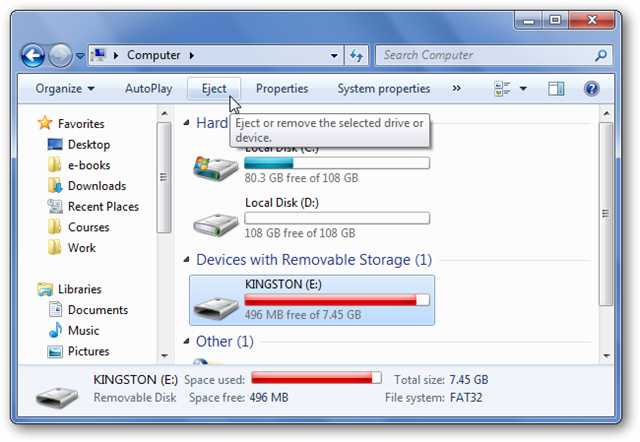 Computer
Search Computer
Organize AutoPlay Eject Properties System properties »
Favorites
Desktop
e-books
Downloads
Recent Places
Courses
Work
Libraries
Documents
Music
Pictures
Hard
Eject or remove the selected drive or
device.
Local Disk (C:)
80.3 GB free of 108 GB
Local Disk (D:)
108 GB free of 108 GB
Devices with Removable Storage (1)
KINGSTON (E:)
496 MB free of 7.45 GB
Other (1)
KINGSTON (E:) Space used: Total size: 7.45 GB
Removable Disk Space free: 496 MB File system: FAT32